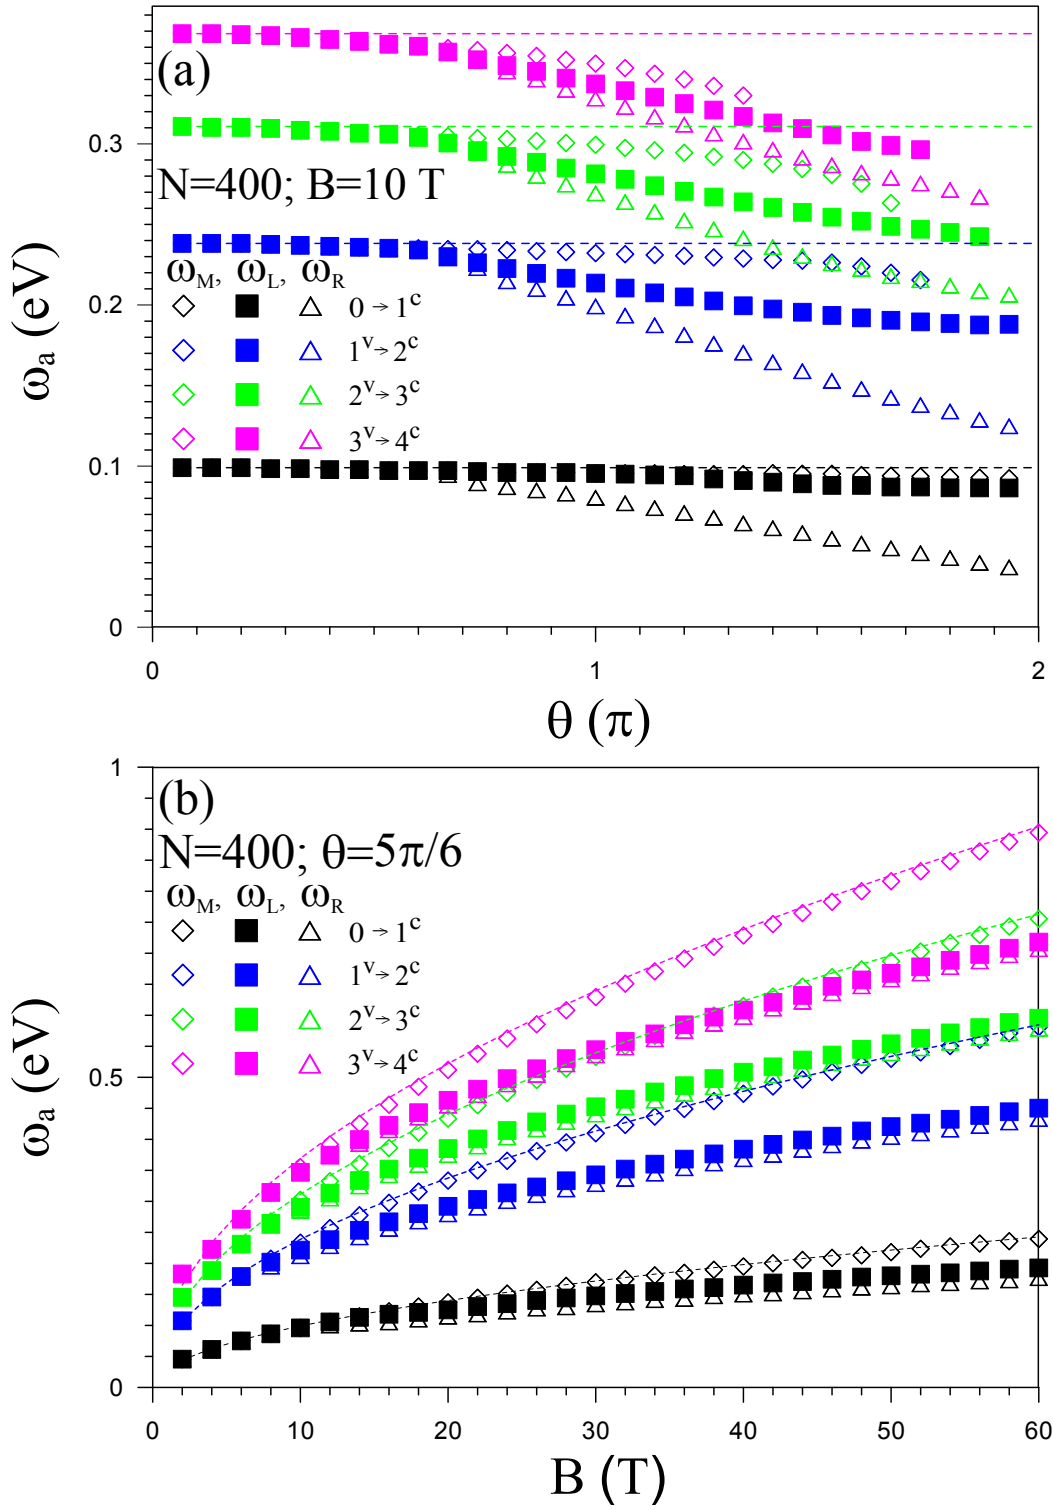 (a)
0.3
N=400; B=10 T
ω_M, ω_L, ω_R
0→1^c
0.2
1^v→2^c
2^v→3^c
3^v→4^c
0.1
0
0 1 2
ω_a (eV)
θ (π)
1
(b)
N=400; θ=5π/6
ω_M, ω_L, ω_R
0→1^c
1^v→2^c
2^v→3^c
0.5
3^v→4^c
0
0 10 20 30 40 50 60
ω_a (eV)
B (T)